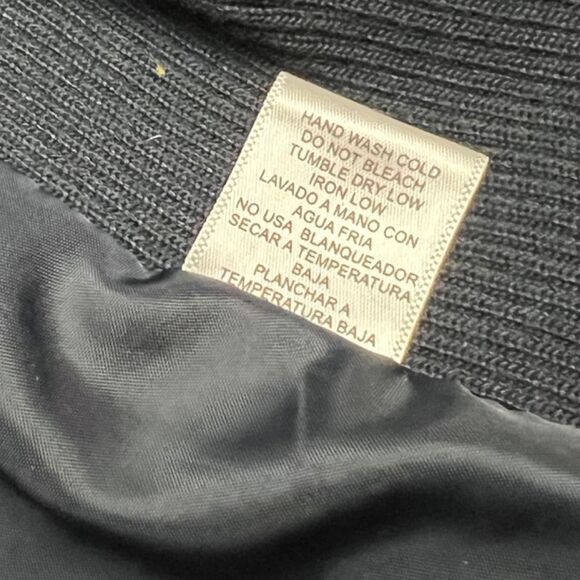 HAND WASH COLD
DO NOT BLEACH
TUMBLE DRY LOW
IRON LOW
LAVADO A MANO CON
AGUA FRIA
NO USA BLANQUEADOR
SECAR A TEMPERATURA
BAJA
PLANCHAR A
TEMPERATURA BAJA